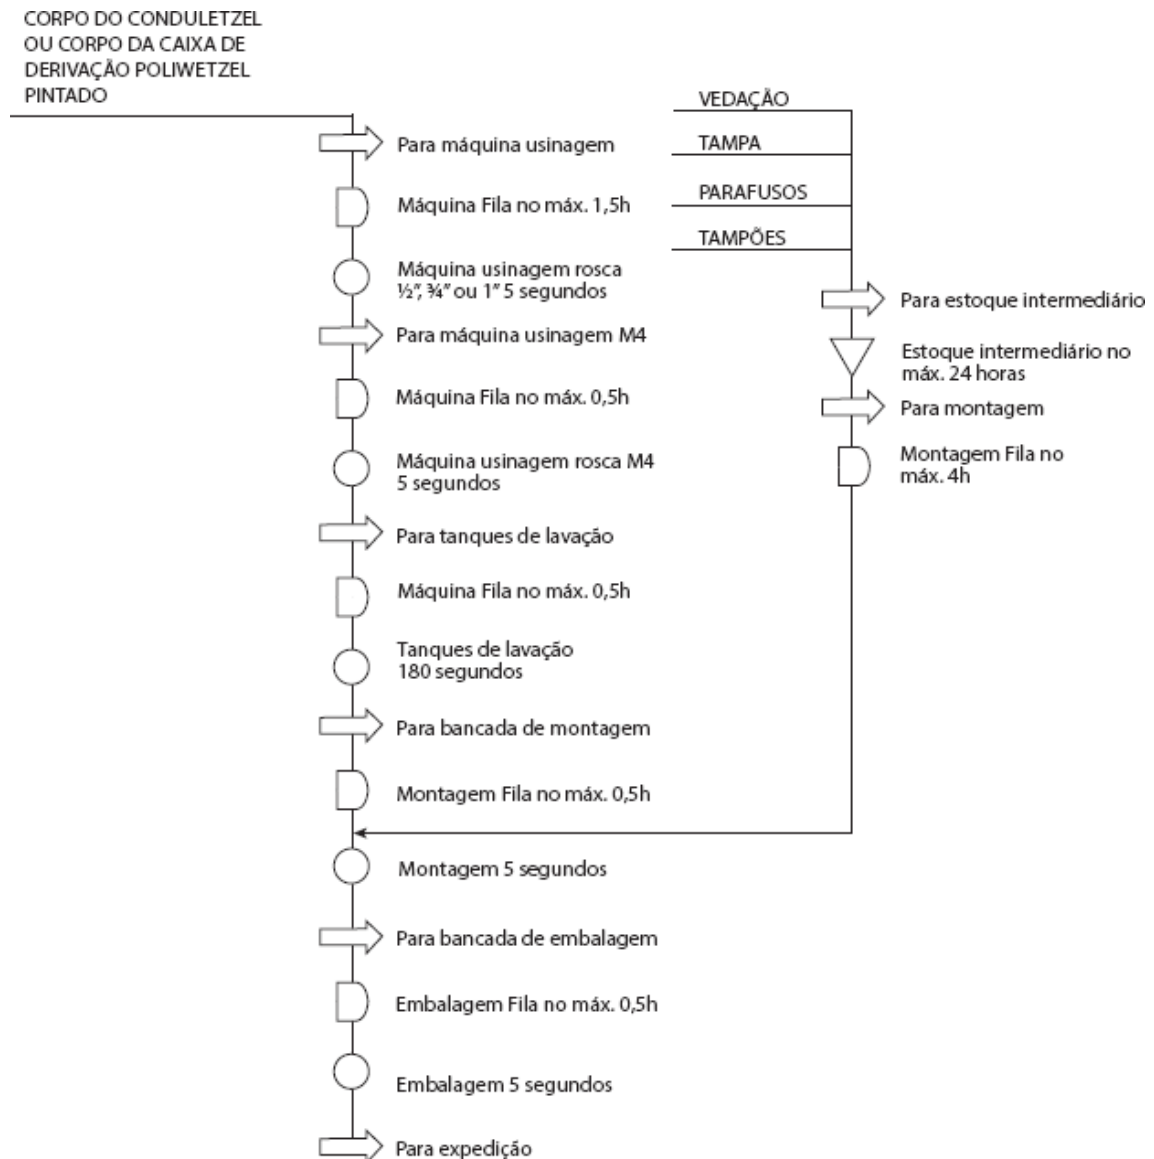 CORPO DO CONDULETZEL
OU CORPO DA CAIXA DE
DERIVAÇÃO POLIWETZEL
PINTADO
Para máquina usinagem
Máquina Fila no máx. 1,5h
Máquina usinagem rosca
½", ¾" ou 1" 5 segundos
Para máquina usinagem M4
Máquina Fila no máx. 0,5h
Máquina usinagem rosca M4
5 segundos
Para tanques de lavação
Máquina Fila no máx. 0,5h
Tanques de lavação
180 segundos
Para bancada de montagem
Montagem Fila no máx. 0,5h
VEDAÇÃO
TAMPA
PARAFUSOS
TAMPÕES
Para estoque intermediário
Estoque intermediário no
máx. 24 horas
Para montagem
Montagem Fila no
máx. 4h
Montagem 5 segundos
Para bancada de embalagem
Embalagem Fila no máx. 0,5h
Embalagem 5 segundos
Para expedição